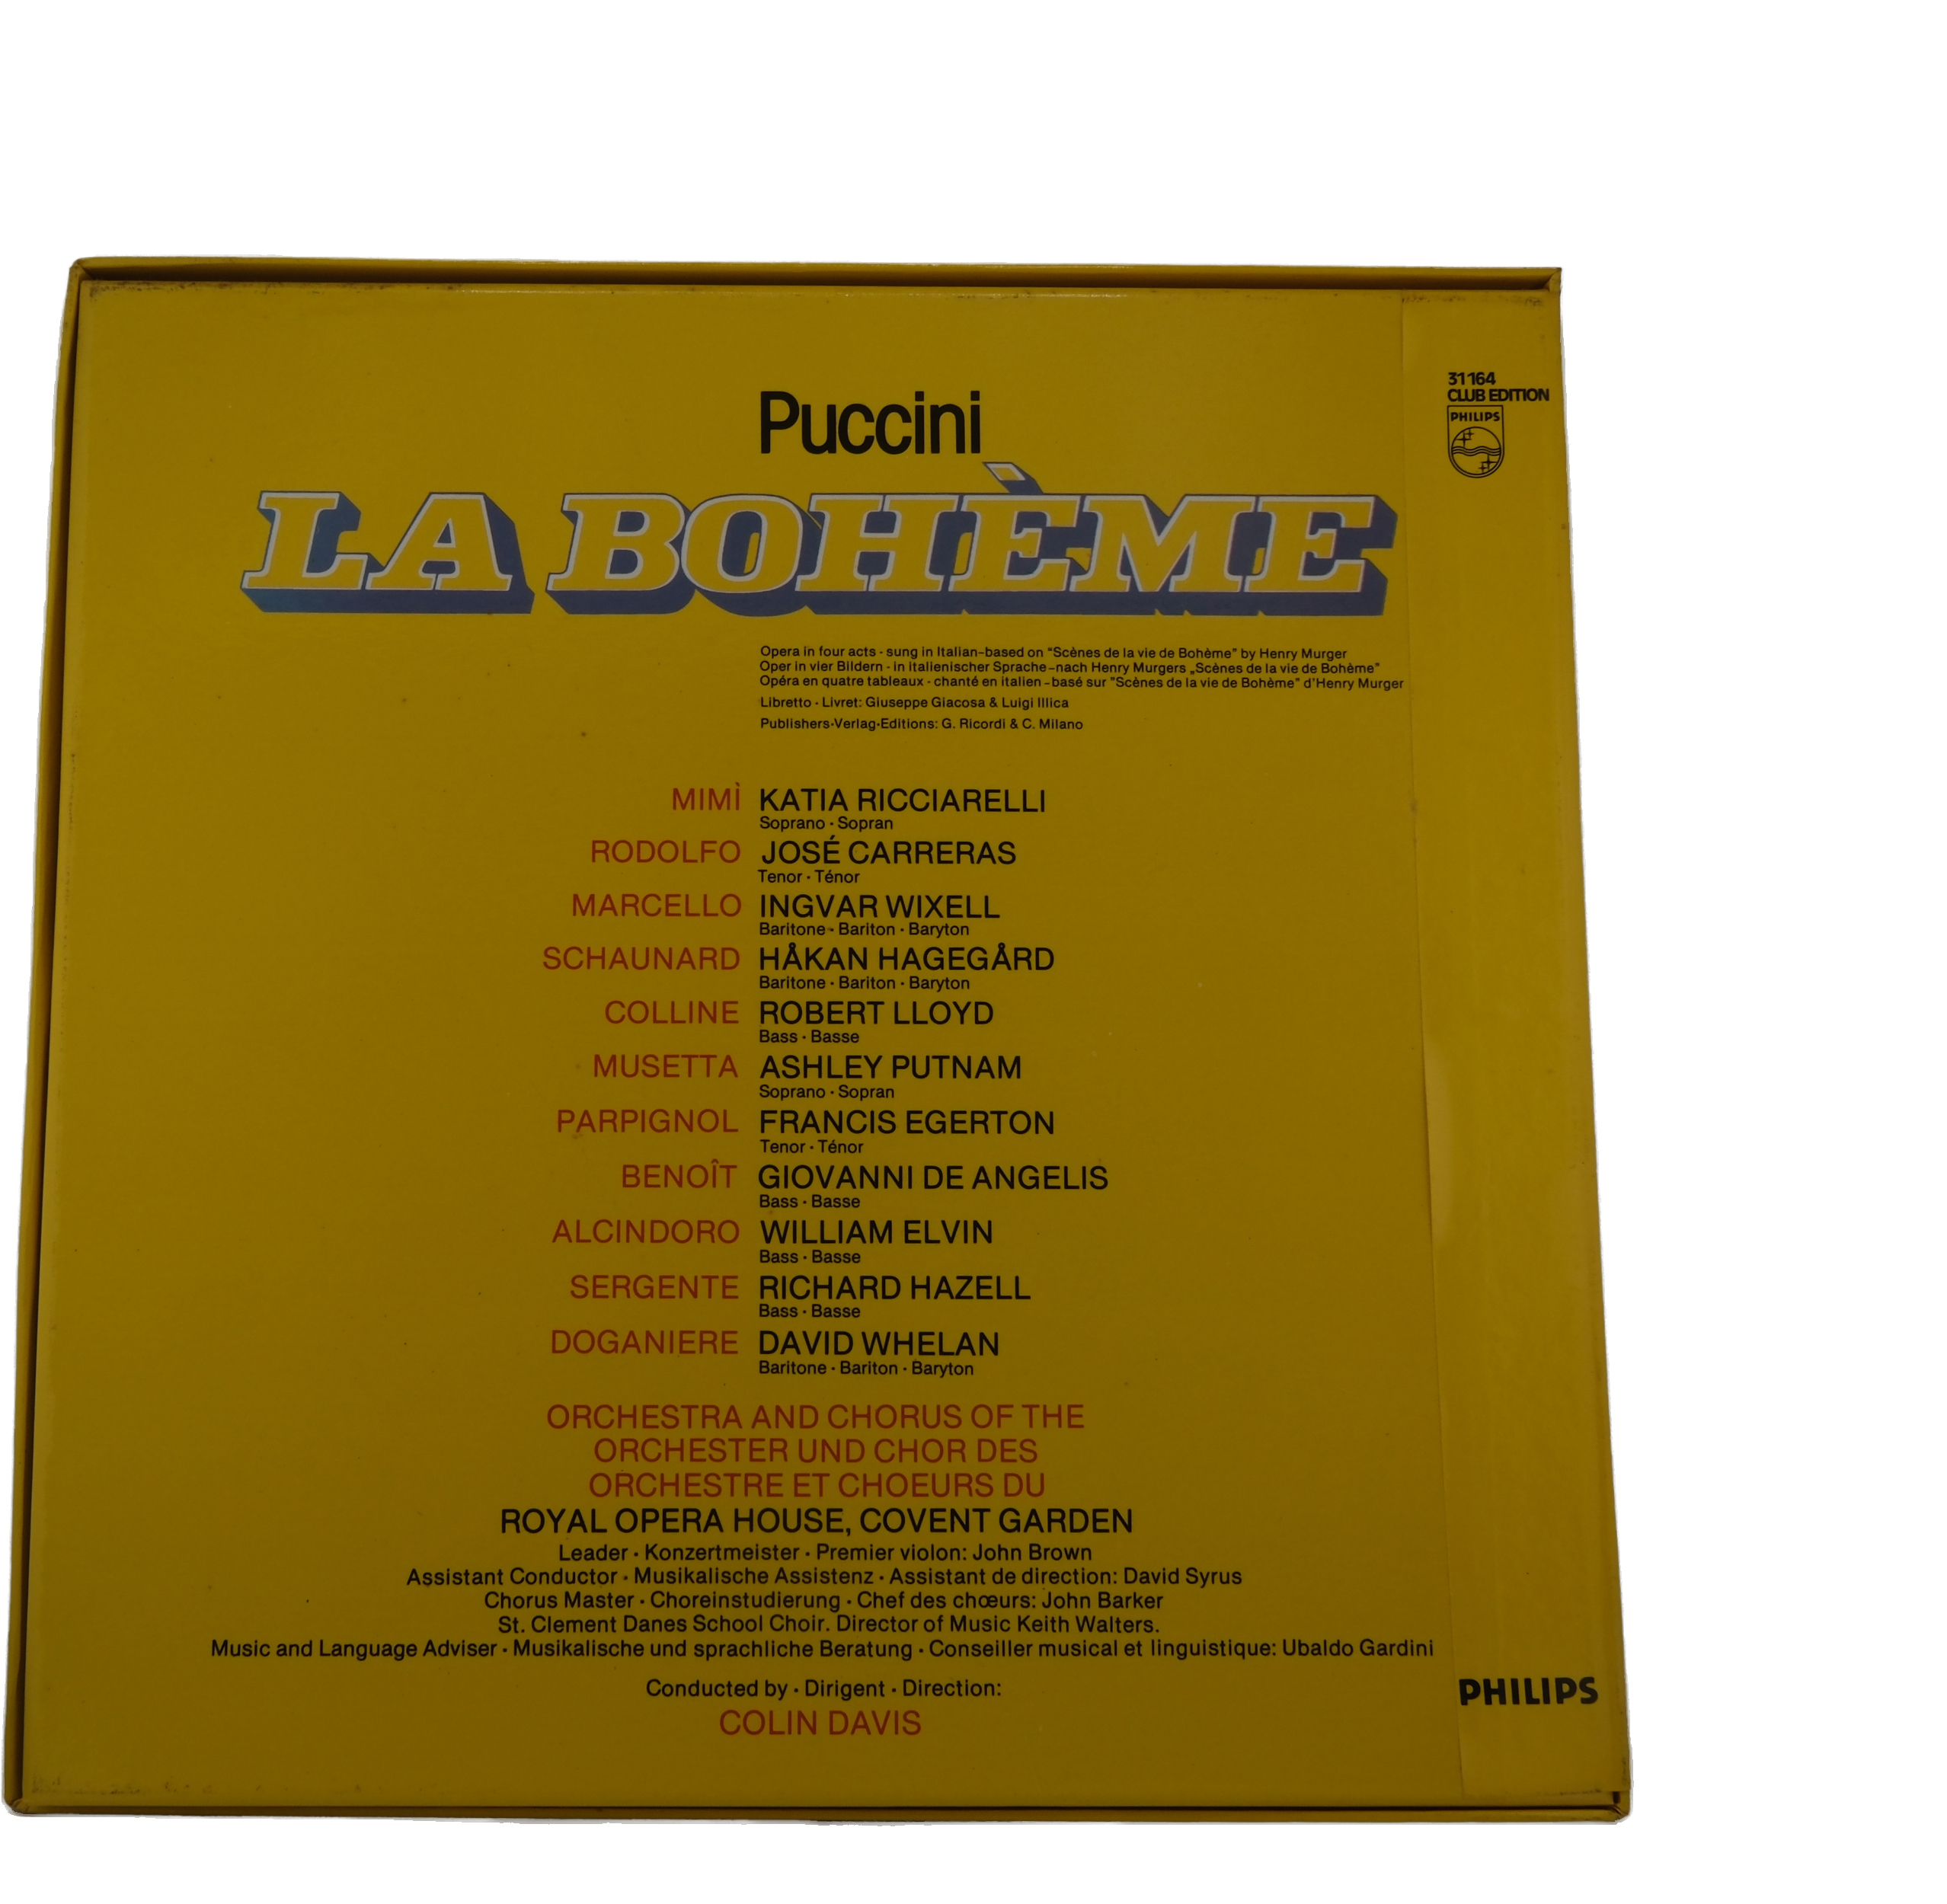 31164
CLUB EDITION
PHILIPS
Puccini
LA BOHÈME
Opera in four acts · sung in Italian–based on "Scènes de la vie de Bohème" by Henry Murger
Oper in vier Bildern · in italienischer Sprache–nach Henry Murgers „Scènes de la vie de Bohème"
Opéra en quatre tableaux · chanté en italien –basé sur "Scènes de la vie de Bohème" d'Henry Murger
Libretto · Livret: Giuseppe Giacosa & Luigi Illica
Publishers·Verlag·Editions: G. Ricordi & C. Milano
MIMÌ KATIA RICCIARELLI
Soprano · Sopran
RODOLFO JOSÉ CARRERAS
Tenor · Ténor
MARCELLO INGVAR WIXELL
Baritone · Bariton · Baryton
SCHAUNARD HÅKAN HAGEGÅRD
Baritone · Bariton · Baryton
COLLINE ROBERT LLOYD
Bass · Basse
MUSETTA ASHLEY PUTNAM
Soprano · Sopran
PARPIGNOL FRANCIS EGERTON
Tenor · Ténor
BENOÎT GIOVANNI DE ANGELIS
Bass · Basse
ALCINDORO WILLIAM ELVIN
Bass · Basse
SERGENTE RICHARD HAZELL
Bass · Basse
DOGANIERE DAVID WHELAN
Baritone · Bariton · Baryton
ORCHESTRA AND CHORUS OF THE
ORCHESTER UND CHOR DES
ORCHESTRE ET CHOEURS DU
ROYAL OPERA HOUSE, COVENT GARDEN
Leader · Konzertmeister · Premier violon: John Brown
Assistant Conductor · Musikalische Assistenz · Assistant de direction: David Syrus
Chorus Master · Choreinstudierung · Chef des chœurs: John Barker
St. Clement Danes School Choir. Director of Music Keith Walters.
Music and Language Adviser · Musikalische und sprachliche Beratung · Conseiller musical et linguistique: Ubaldo Gardini
Conducted by · Dirigent · Direction:
COLIN DAVIS
PHILIPS